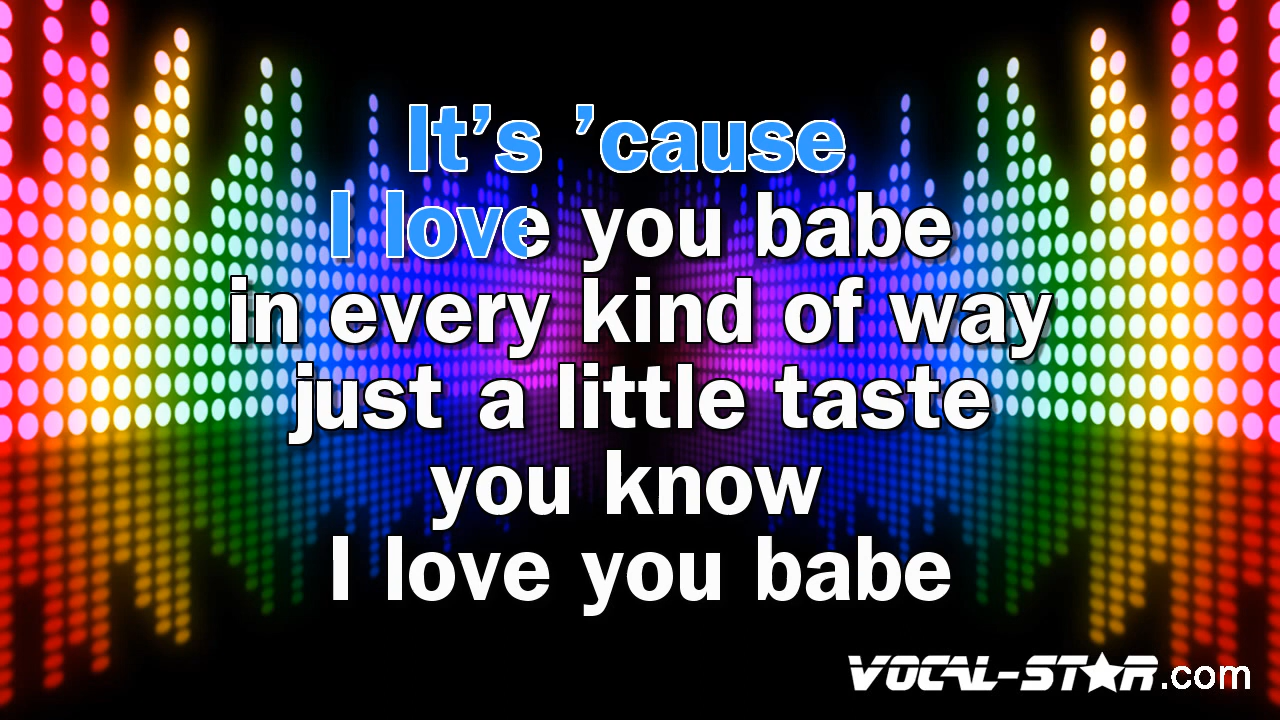 It’s ’cause
I love you babe
in every kind of way
just a little taste
you know
I love you babe
VOCAL-STAR.com